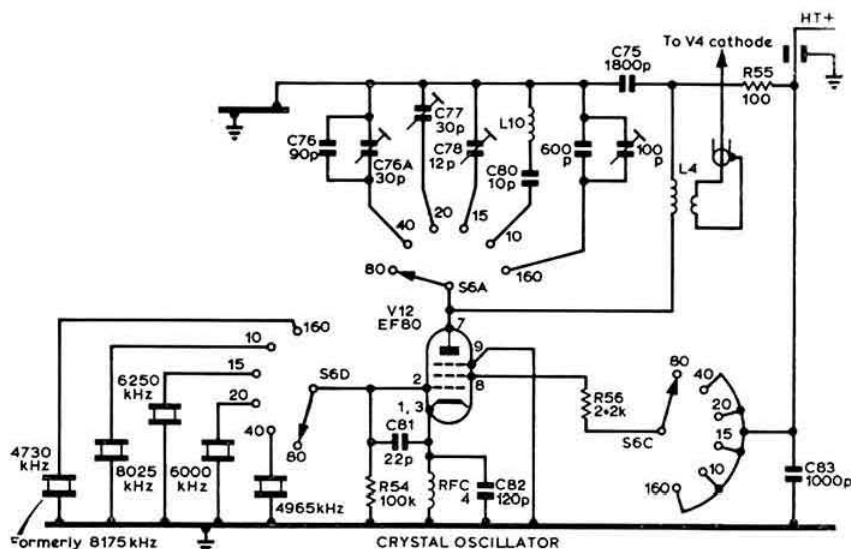 HT+
To V4 cathode
C75
1800p
R55
100
C77
30p
L10
C76
90p
C76A
30p
C78
12p
C80
10p
600
p
100
p
L4
40
20
15
10
160
80
S6A
V12
EF80
7
9
8
2
1, 3
160
10
15
20
40
80
S6D
6250
kHz
4730
kHz
8025
kHz
6000
kHz
4965kHz
C81
22p
R54
100k
RFC
4
C82
120p
R56
2·2k
S6C
80
40
20
15
10
160
C83
1000p
Formerly 8175kHz
CRYSTAL OSCILLATOR